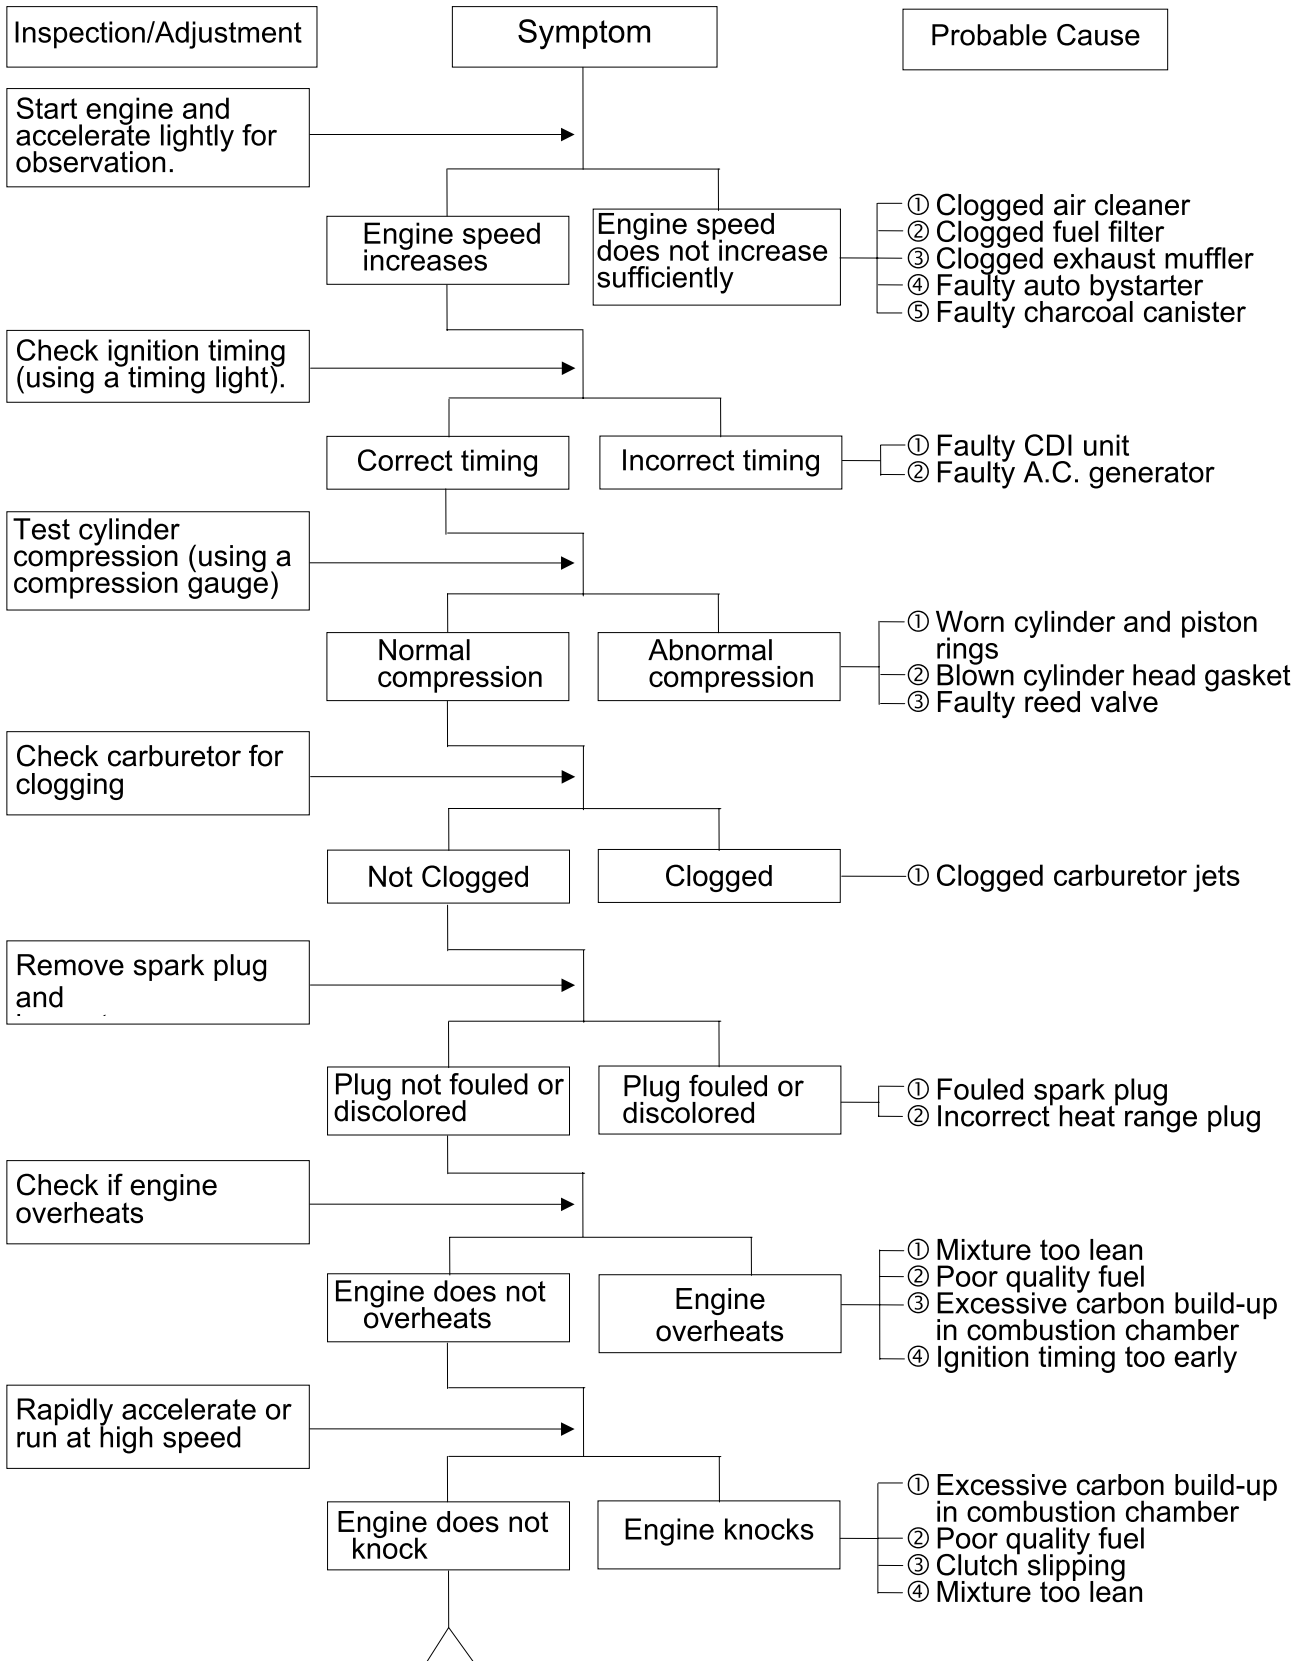 Inspection/Adjustment
Symptom
Probable Cause
Start engine and
accelerate lightly for
observation.
Engine speed
increases
Engine speed
does not increase
sufficiently
① Clogged air cleaner
② Clogged fuel filter
③ Clogged exhaust muffler
④ Faulty auto bystarter
⑤ Faulty charcoal canister
Check ignition timing
(using a timing light).
Correct timing
Incorrect timing
① Faulty CDI unit
② Faulty A.C. generator
Test cylinder
compression (using a
compression gauge)
Normal
compression
Abnormal
compression
① Worn cylinder and piston
rings
② Blown cylinder head gasket
③ Faulty reed valve
Check carburetor for
clogging
Not Clogged
Clogged
① Clogged carburetor jets
Remove spark plug
and
Plug not fouled or
discolored
Plug fouled or
discolored
① Fouled spark plug
② Incorrect heat range plug
Check if engine
overheats
Engine does not
overheats
Engine
overheats
① Mixture too lean
② Poor quality fuel
③ Excessive carbon build-up
in combustion chamber
④ Ignition timing too early
Rapidly accelerate or
run at high speed
Engine does not
knock
Engine knocks
① Excessive carbon build-up
in combustion chamber
② Poor quality fuel
③ Clutch slipping
④ Mixture too lean